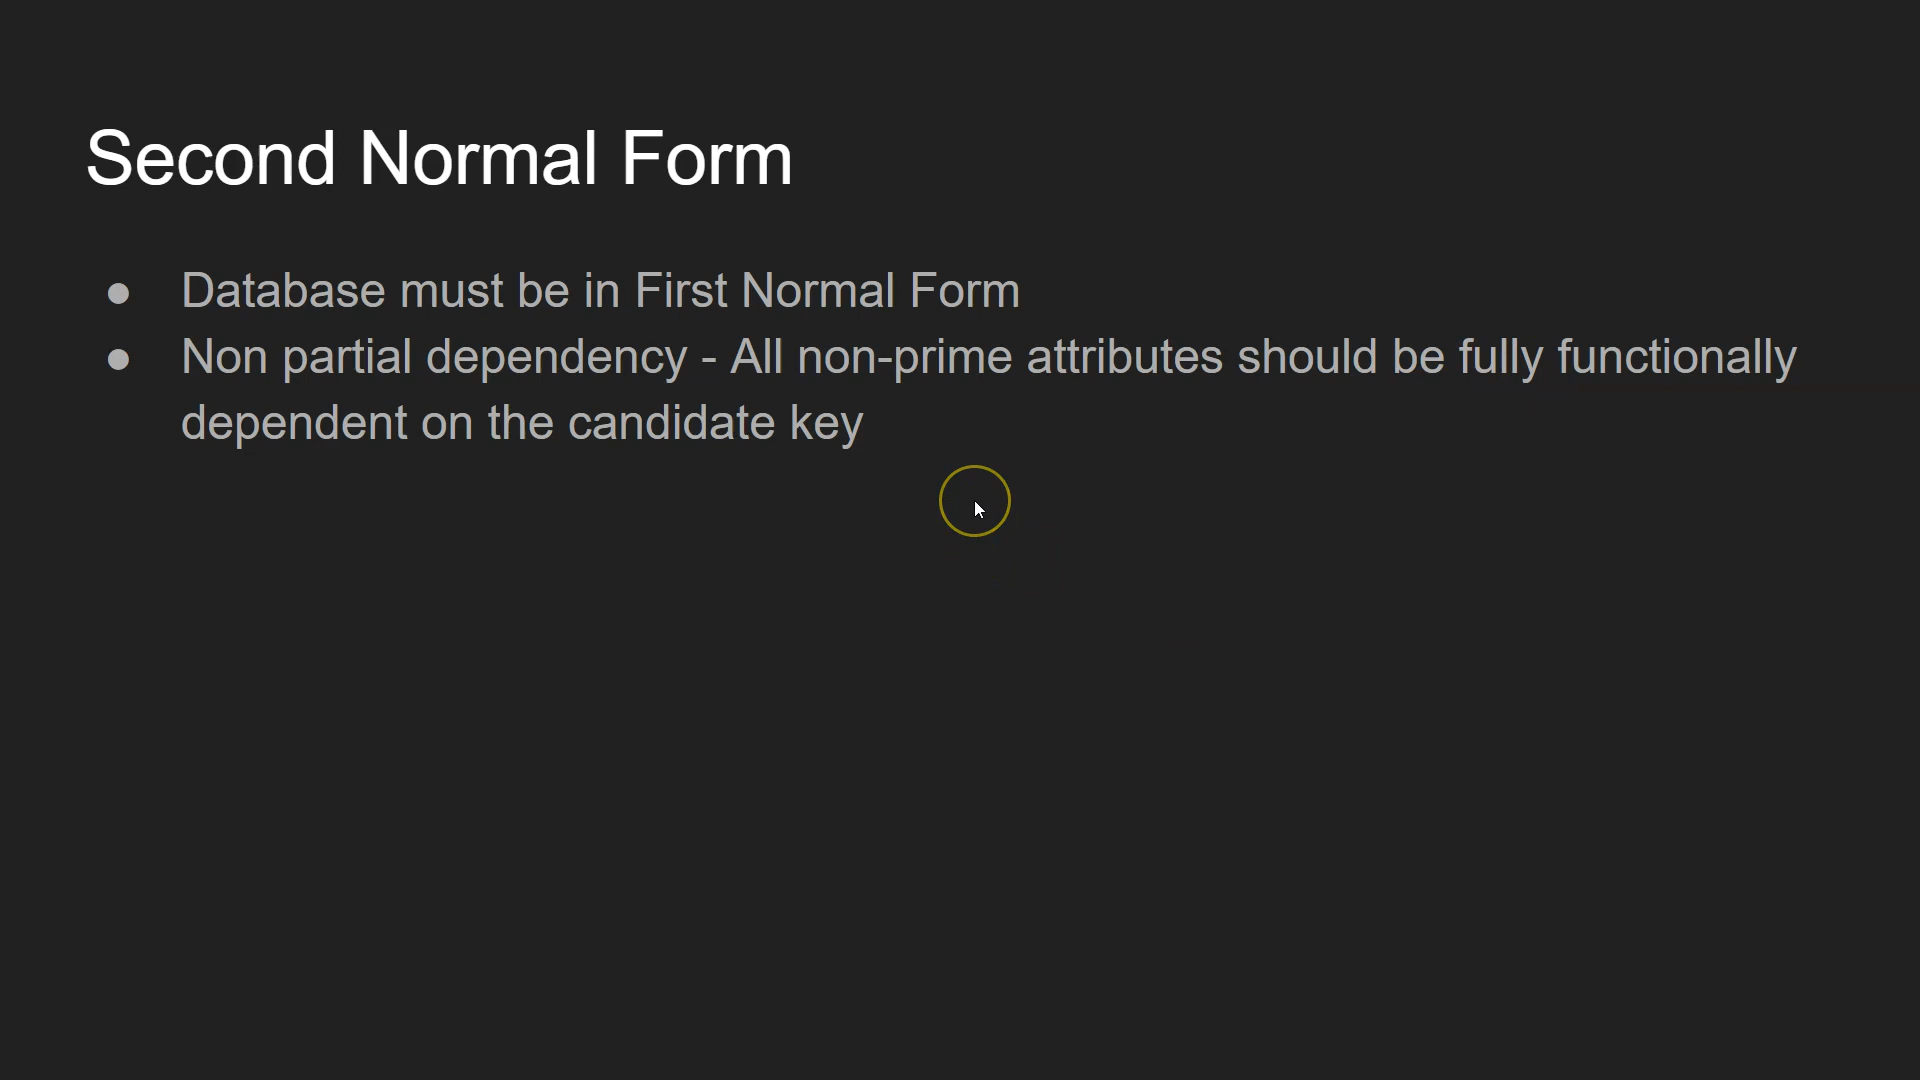 Second Normal Form
● Database must be in First Normal Form
● Non partial dependency - All non-prime attributes should be fully functionally
dependent on the candidate key